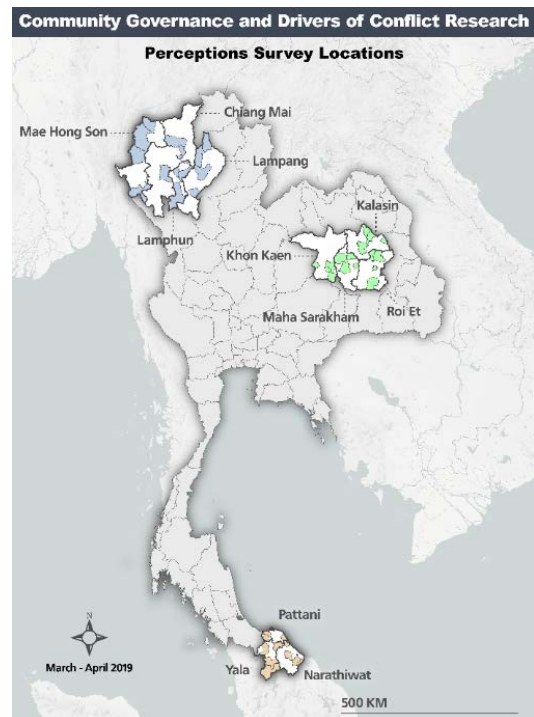 Community Governance and Drivers of Conflict Research
Perceptions Survey Locations
Chiang Mai
Mae Hong Son
Lampang
Kalasin
Lamphun
Khon Kaen
Maha Sarakham
Roi Et
Pattani
N
March - April 2019
Yala
Narathiwat
500 KM